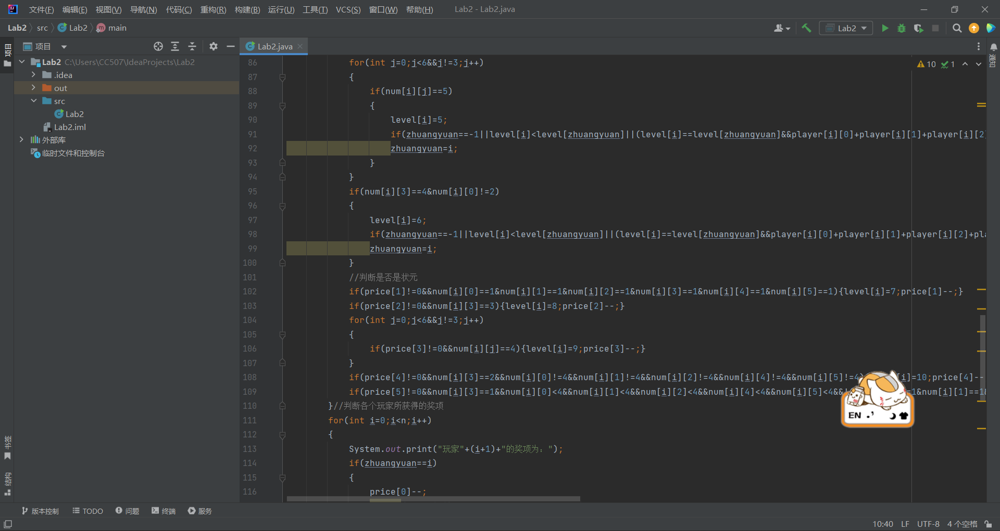 文件(F) 编辑(E) 视图(V) 导航(N) 代码(C) 重构(R) 构建(B) 运行(U) 工具(T) VCS(S) 窗口(W) 帮助(H) Lab2 - Lab2.java
Lab2 src Lab2 main
Lab2
项目
项目
Lab2.java
通知
Lab2 C:\Users\CC507\IdeaProjects\Lab2
.idea
out
src
Lab2
Lab2.iml
外部库
临时文件和控制台
10 1
86 for(int j=0;j<6&&j!=3;j++)
87 {
88 if(num[i][j]==5)
89 {
90 level[i]=5;
91 if(zhuangyuan==-1||level[i]<level[zhuangyuan]||(level[i]==level[zhuangyuan]&&player[i][0]+player[i][1]+player[i][2]
92 zhuangyuan=i;
93 }
94 }
95 if(num[i][3]==4&num[i][0]!=2)
96 {
97 level[i]=6;
98 if(zhuangyuan==-1||level[i]<level[zhuangyuan]||(level[i]==level[zhuangyuan]&&player[i][0]+player[i][1]+player[i][2]+pla
99 zhuangyuan=i;
100 }
101 //判断是否是状元
102 if(price[1]!=0&&num[i][0]==1&num[i][1]==1&num[i][2]==1&num[i][3]==1&num[i][4]==1&num[i][5]==1){level[i]=7;price[1]--;}
103 if(price[2]!=0&&num[i][3]==3){level[i]=8;price[2]--;}
104 for(int j=0;j<6&&j!=3;j++)
105 {
106 if(price[3]!=0&&num[i][j]==4){level[i]=9;price[3]--;}
107 }
108 if(price[4]!=0&&num[i][3]==2&&num[i][0]!=4&&num[i][1]!=4&&num[i][2]!=4&&num[i][4]!=4&&num[i][5]!=4 i]=10;price[4]--
109 if(price[5]!=0&&num[i][3]==1&&num[i][0]<4&&num[i][1]<4&&num[i][2]<4&&num[i][4]<4&&num[i][5]<4& =1&num[i][1]==1&
110 }//判断各个玩家所获得的奖项
111 for(int i=0;i<n;i++)
112 {
113 System.out.print("玩家"+(i+1)+"的奖项为：");
114 if(zhuangyuan==i)
115 {
116 price[0]--;
EN
书签
结构
版本控制 TODO 问题 终端 服务
10:40 LF UTF-8 4 个空格